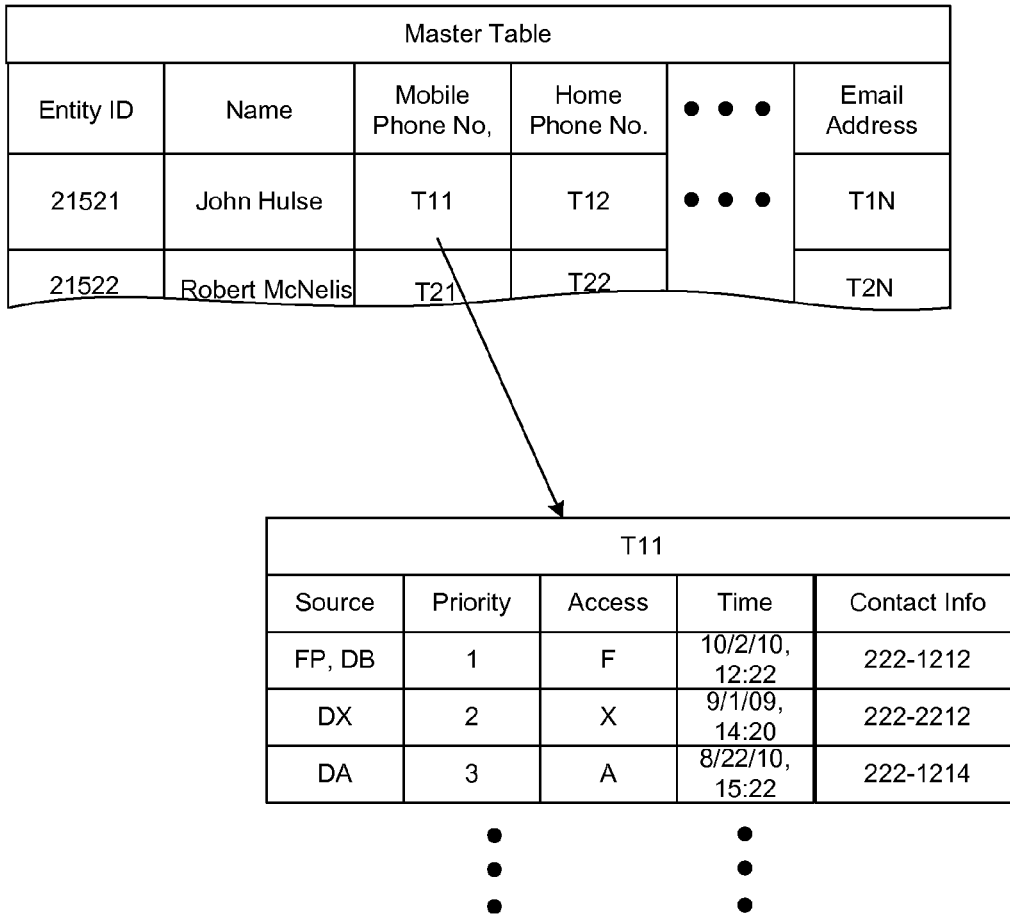 Master Table
Entity ID Name Mobile Phone No, Home Phone No. ● ● ● Email Address
21521 John Hulse T11 T12 ● ● ● T1N
21522 Robert McNelis T21 T22 T2N
T11
Source Priority Access Time Contact Info
FP, DB 1 F 10/2/10, 12:22 222-1212
DX 2 X 9/1/09, 14:20 222-2212
DA 3 A 8/22/10, 15:22 222-1214